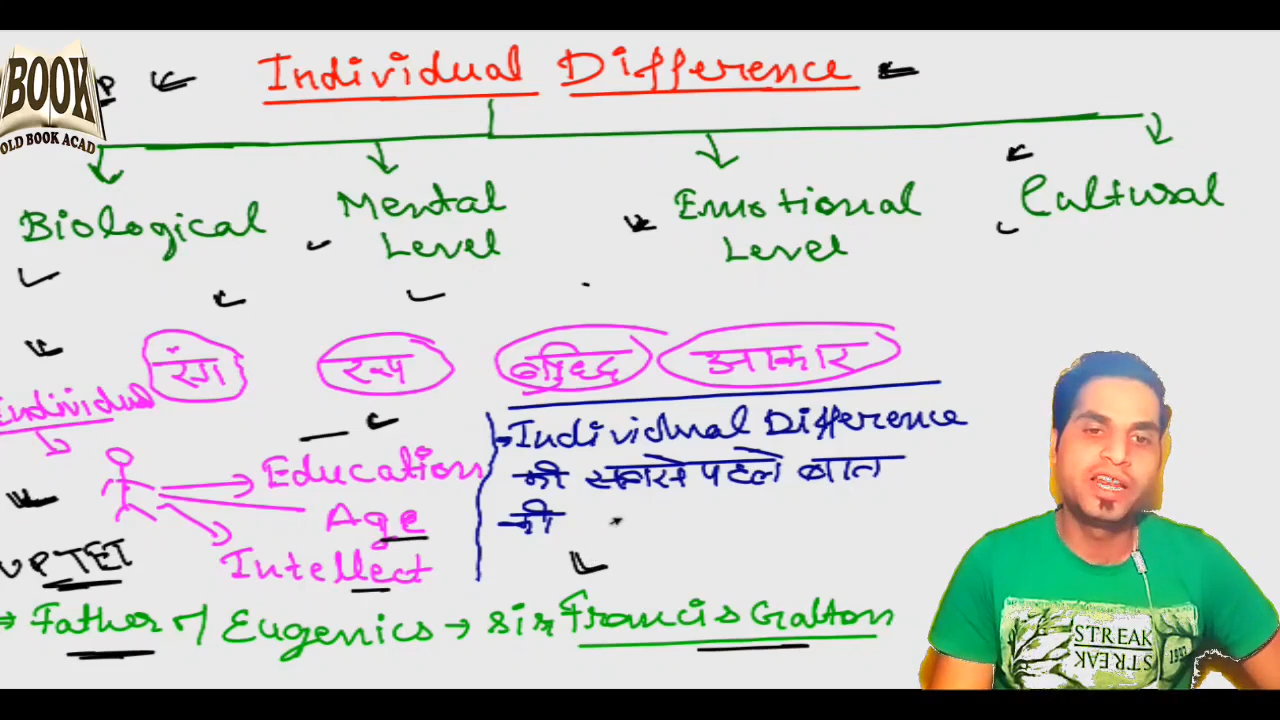 BOOK
OLD BOOK ACAD
Individual Difference
Biological
Mental Level
Emotional Level
Cultural
रंग रूप बुध्दि आकार
Individual
Education
Age
Intellect
Individual Difference
की सबसे पहले बात
की
UPTET
Father of Eugenics → Sir Francis Galton
STREAK
STREAK